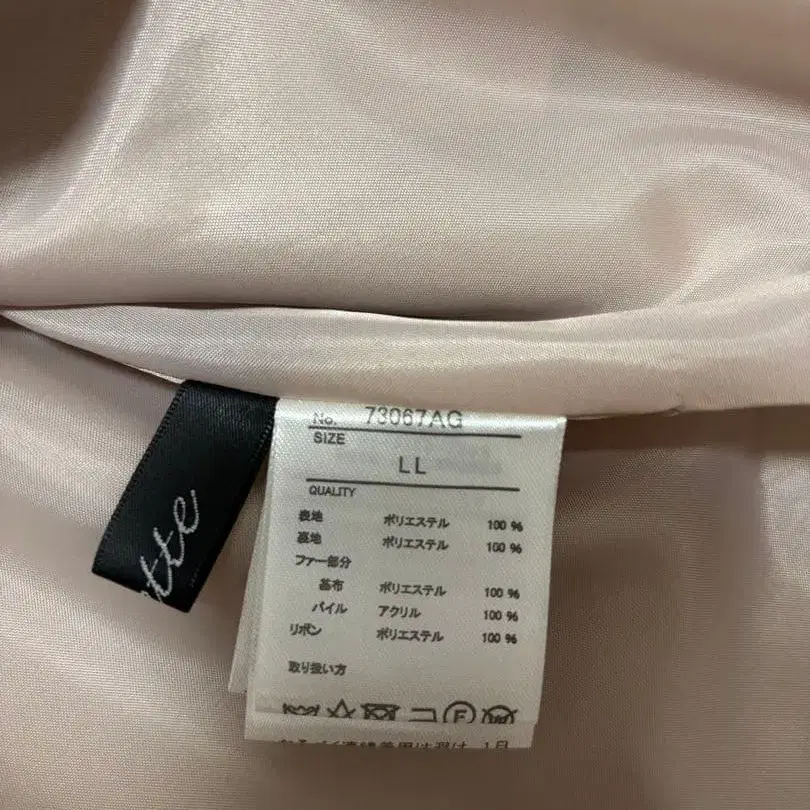 No. 73067AG
SIZE
LL
QUALITY
表地 ポリエステル 100 %
裏地 ポリエステル 100 %
ファー部分
基布 ポリエステル 100 %
パイル アクリル 100 %
リボン ポリエステル 100 %
取り扱い方
F
ette